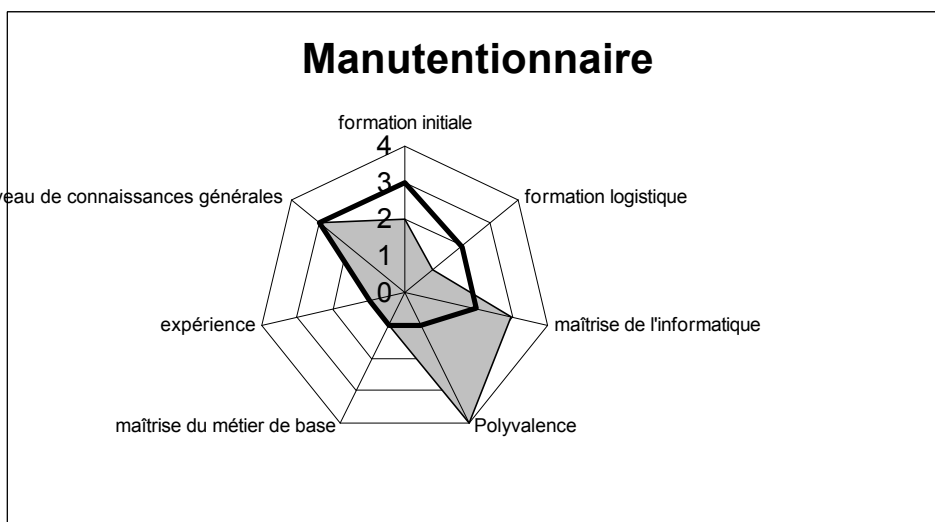 Manutentionnaire
formation initiale
4
3
2
1
0
veau de connaissances générales
formation logistique
expérience
maîtrise de l'informatique
maîtrise du métier de base
Polyvalence